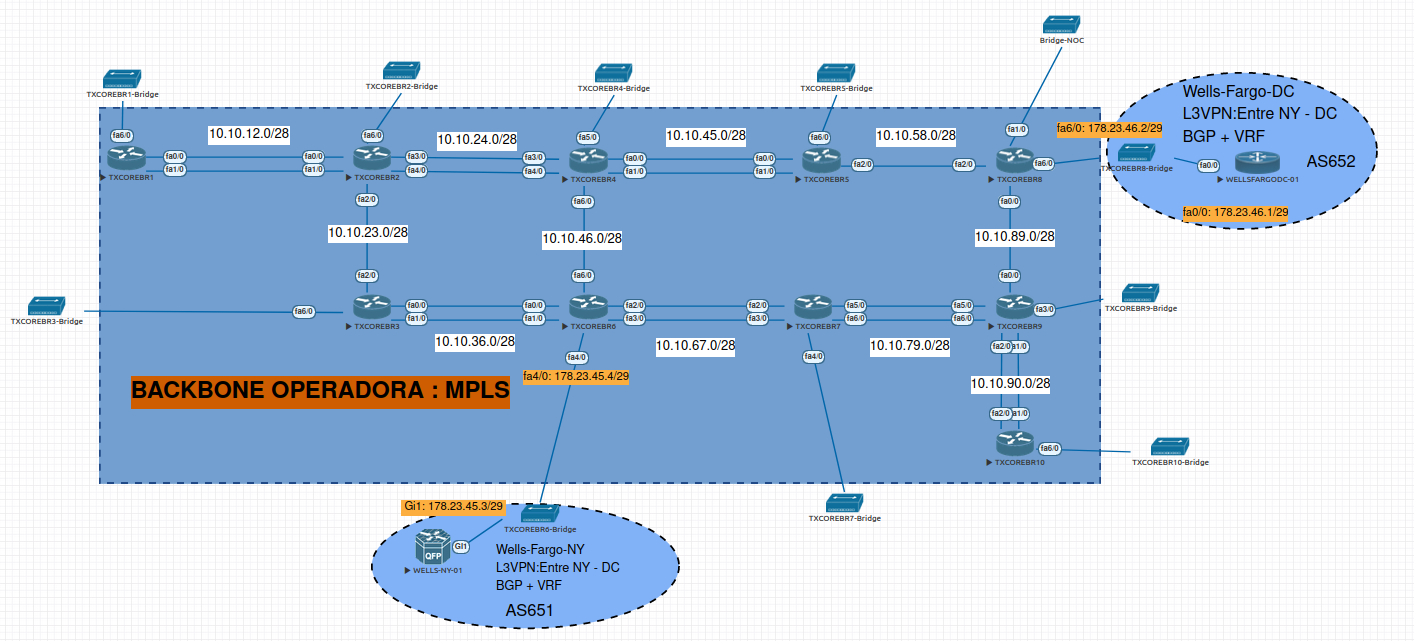 Bridge-NOC
TXCOREBR1-Bridge
TXCOREBR2-Bridge
TXCOREBR4-Bridge
TXCOREBR5-Bridge
Wells-Fargo-DC
L3VPN:Entre NY - DC
BGP + VRF
AS652
fa6/0: 178.23.46.2/29
TXCOREBR8-Bridge
fa0/0
WELLSFARGODC-01
fa0/0: 178.23.46.1/29
fa6/0
fa6/0
fa5/0
fa6/0
fa1/0
10.10.12.0/28
10.10.24.0/28
10.10.45.0/28
10.10.58.0/28
fa0/0
fa0/0
fa3/0
fa3/0
fa0/0
fa0/0
fa2/0
fa2/0
fa6/0
fa1/0
fa1/0
fa4/0
fa4/0
fa1/0
fa1/0
TXCOREBR1
TXCOREBR2
TXCOREBR4
TXCOREBR5
TXCOREBR8
fa2/0
fa6/0
fa0/0
10.10.23.0/28
10.10.46.0/28
10.10.89.0/28
fa2/0
fa6/0
fa0/0
TXCOREBR3-Bridge
fa6/0
fa0/0
fa0/0
fa2/0
fa2/0
fa5/0
fa5/0
fa3/0
TXCOREBR9-Bridge
fa1/0
fa1/0
fa3/0
fa3/0
fa6/0
fa6/0
TXCOREBR3
TXCOREBR6
TXCOREBR7
TXCOREBR9
10.10.36.0/28
10.10.67.0/28
10.10.79.0/28
fa4/0
fa4/0
fa2/0
a1/0
fa4/0: 178.23.45.4/29
10.10.90.0/28
BACKBONE OPERADORA : MPLS
fa2/0
a1/0
fa6/0
TXCOREBR10
TXCOREBR10-Bridge
Gi1: 178.23.45.3/29
TXCOREBR6-Bridge
TXCOREBR7-Bridge
QFP
Gi1
WELLS-NY-01
Wells-Fargo-NY
L3VPN:Entre NY - DC
BGP + VRF
AS651